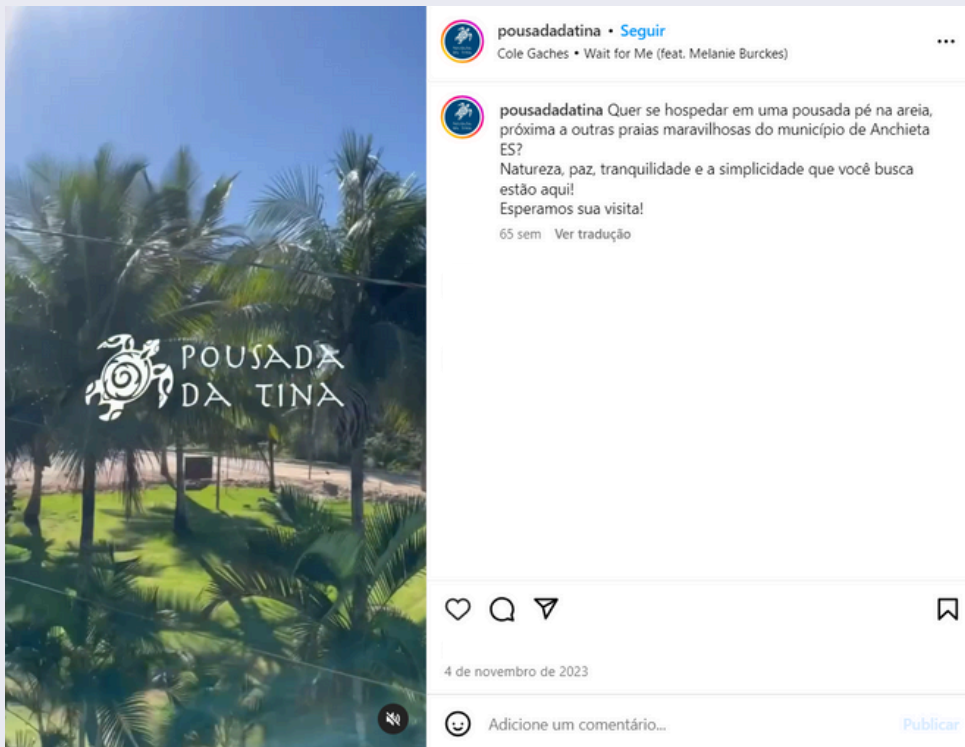 POUSADA
DA TINA
pousadadatina • Seguir
Cole Gaches • Wait for Me (feat. Melanie Burckes)
pousadadatina Quer se hospedar em uma pousada pé na areia,
próxima a outras praias maravilhosas do município de Anchieta
ES?
Natureza, paz, tranquilidade e a simplicidade que você busca
estão aqui!
Esperamos sua visita!
65 sem Ver tradução
4 de novembro de 2023
Adicione um comentário... Publicar